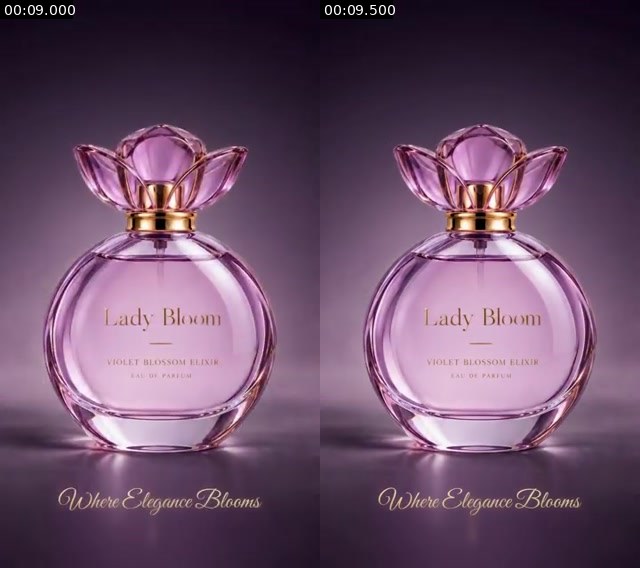 00:09.000
Lady Bloom
VIOLET BLOSSOM ELIXIR
EAU DE PARFUM
Where Elegance Blooms
00:09.500
Lady Bloom
VIOLET BLOSSOM ELIXIR
EAU DE PARFUM
Where Elegance Blooms